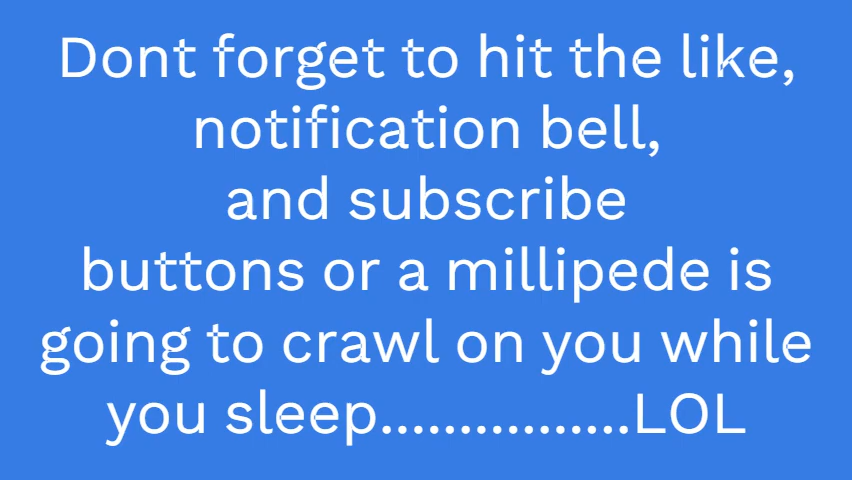 Dont forget to hit the like,
notification bell,
and subscribe
buttons or a millipede is
going to crawl on you while
you sleep................LOL